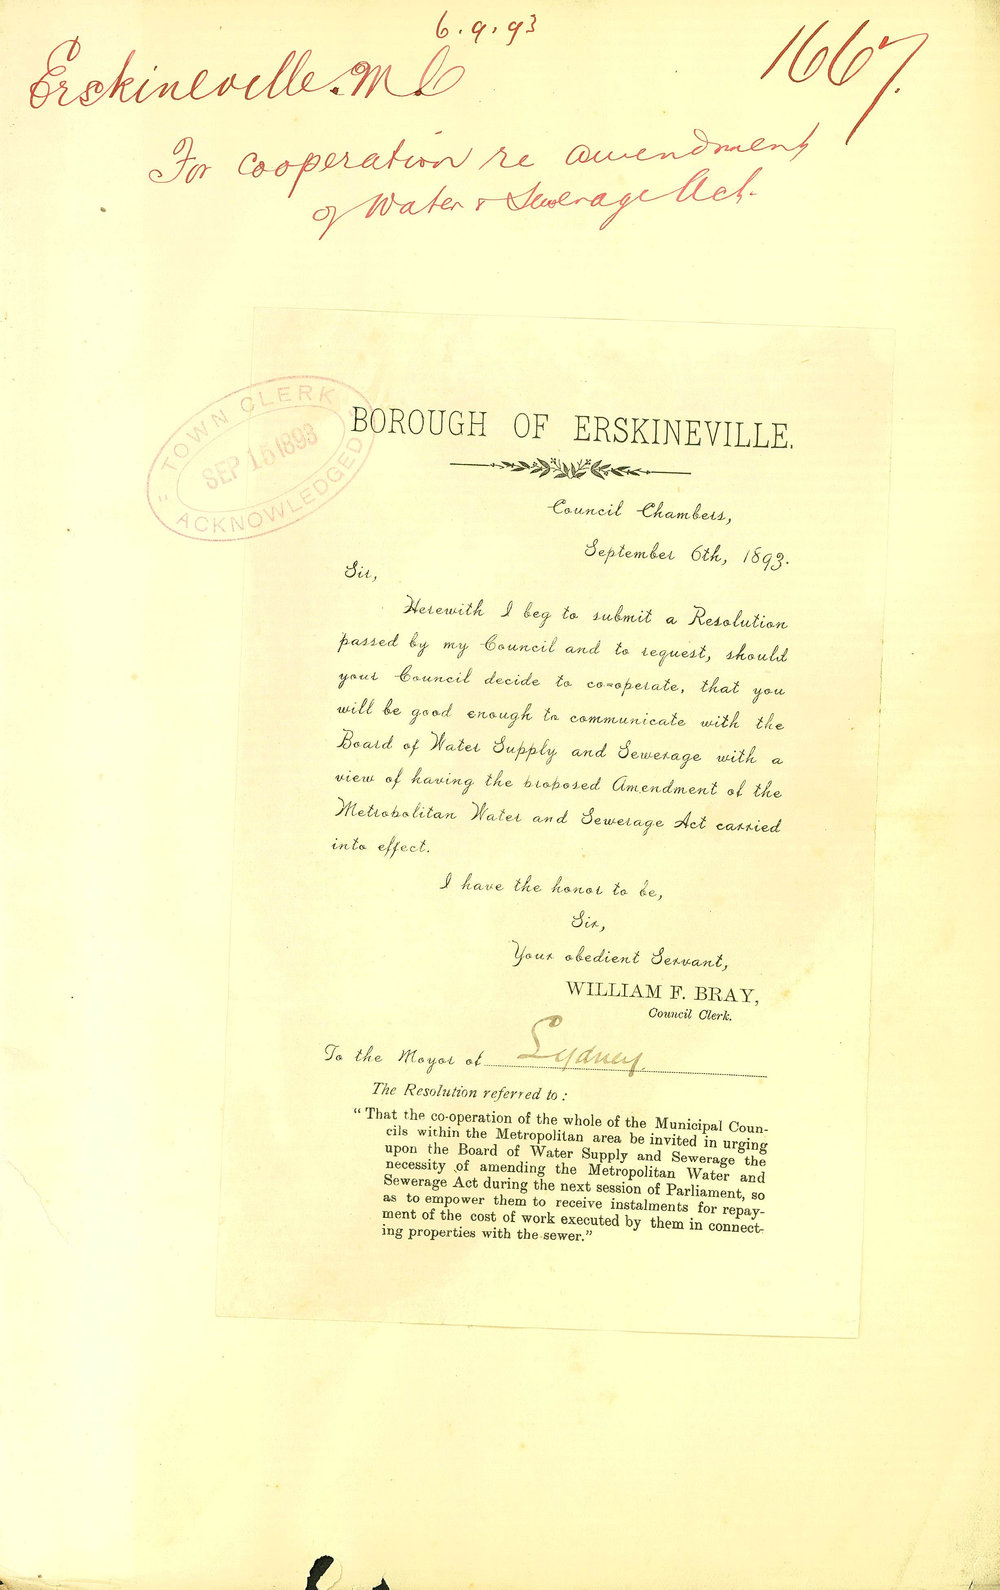 6.9.93
Erskineville. M. C
1667.
For cooperation re amendment
of Water & Sewerage Act.
TOWN CLERK
SEP 15 1893
ACKNOWLEDGED
BOROUGH OF ERSKINEVILLE.
Council Chambers,
September 6th, 1893.
Sir,
Herewith I beg to submit a Resolution
passed by my Council and to request, should
your Council decide to co-operate, that you
will be good enough to communicate with the
Board of Water Supply and Sewerage with a
view of having the proposed Amendment of the
Metropolitan Water and Sewerage Act carried
into effect.
I have the honor to be,
Sir,
Your obedient Servant,
WILLIAM F. BRAY,
Council Clerk.
To the Mayor of Sydney.
The Resolution referred to :
“That the co-operation of the whole of the Municipal Coun-
cils within the Metropolitan area be invited in urging
upon the Board of Water Supply and Sewerage the
necessity of amending the Metropolitan Water and
Sewerage Act during the next session of Parliament, so
as to empower them to receive instalments for repay-
ment of the cost of work executed by them in connect-
ing properties with the sewer.”